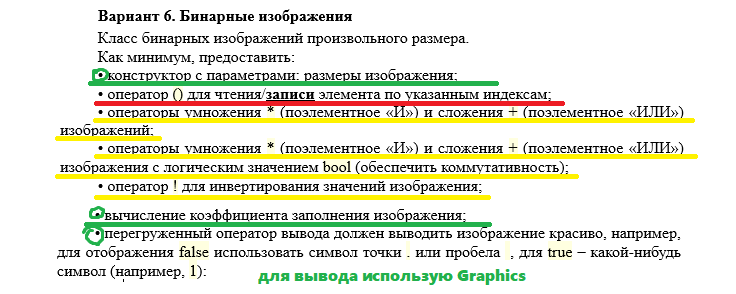 Вариант 6. Бинарные изображения
Класс бинарных изображений произвольного размера.
Как минимум, предоставить:
• конструктор с параметрами: размеры изображения;
• оператор () для чтения/записи элемента по указанным индексам;
• операторы умножения * (поэлементное «И») и сложения + (поэлементное «ИЛИ»)
изображений;
• операторы умножения * (поэлементное «И») и сложения + (поэлементное «ИЛИ»)
изображения с логическим значением bool (обеспечить коммутативность);
• оператор ! для инвертирования значений изображения;
• вычисление коэффициента заполнения изображения;
• перегруженный оператор вывода должен выводить изображение красиво, например,
для отображения false использовать символ точки . или пробела , для true – какой-нибудь
символ (например, 1):
для вывода использую Graphics